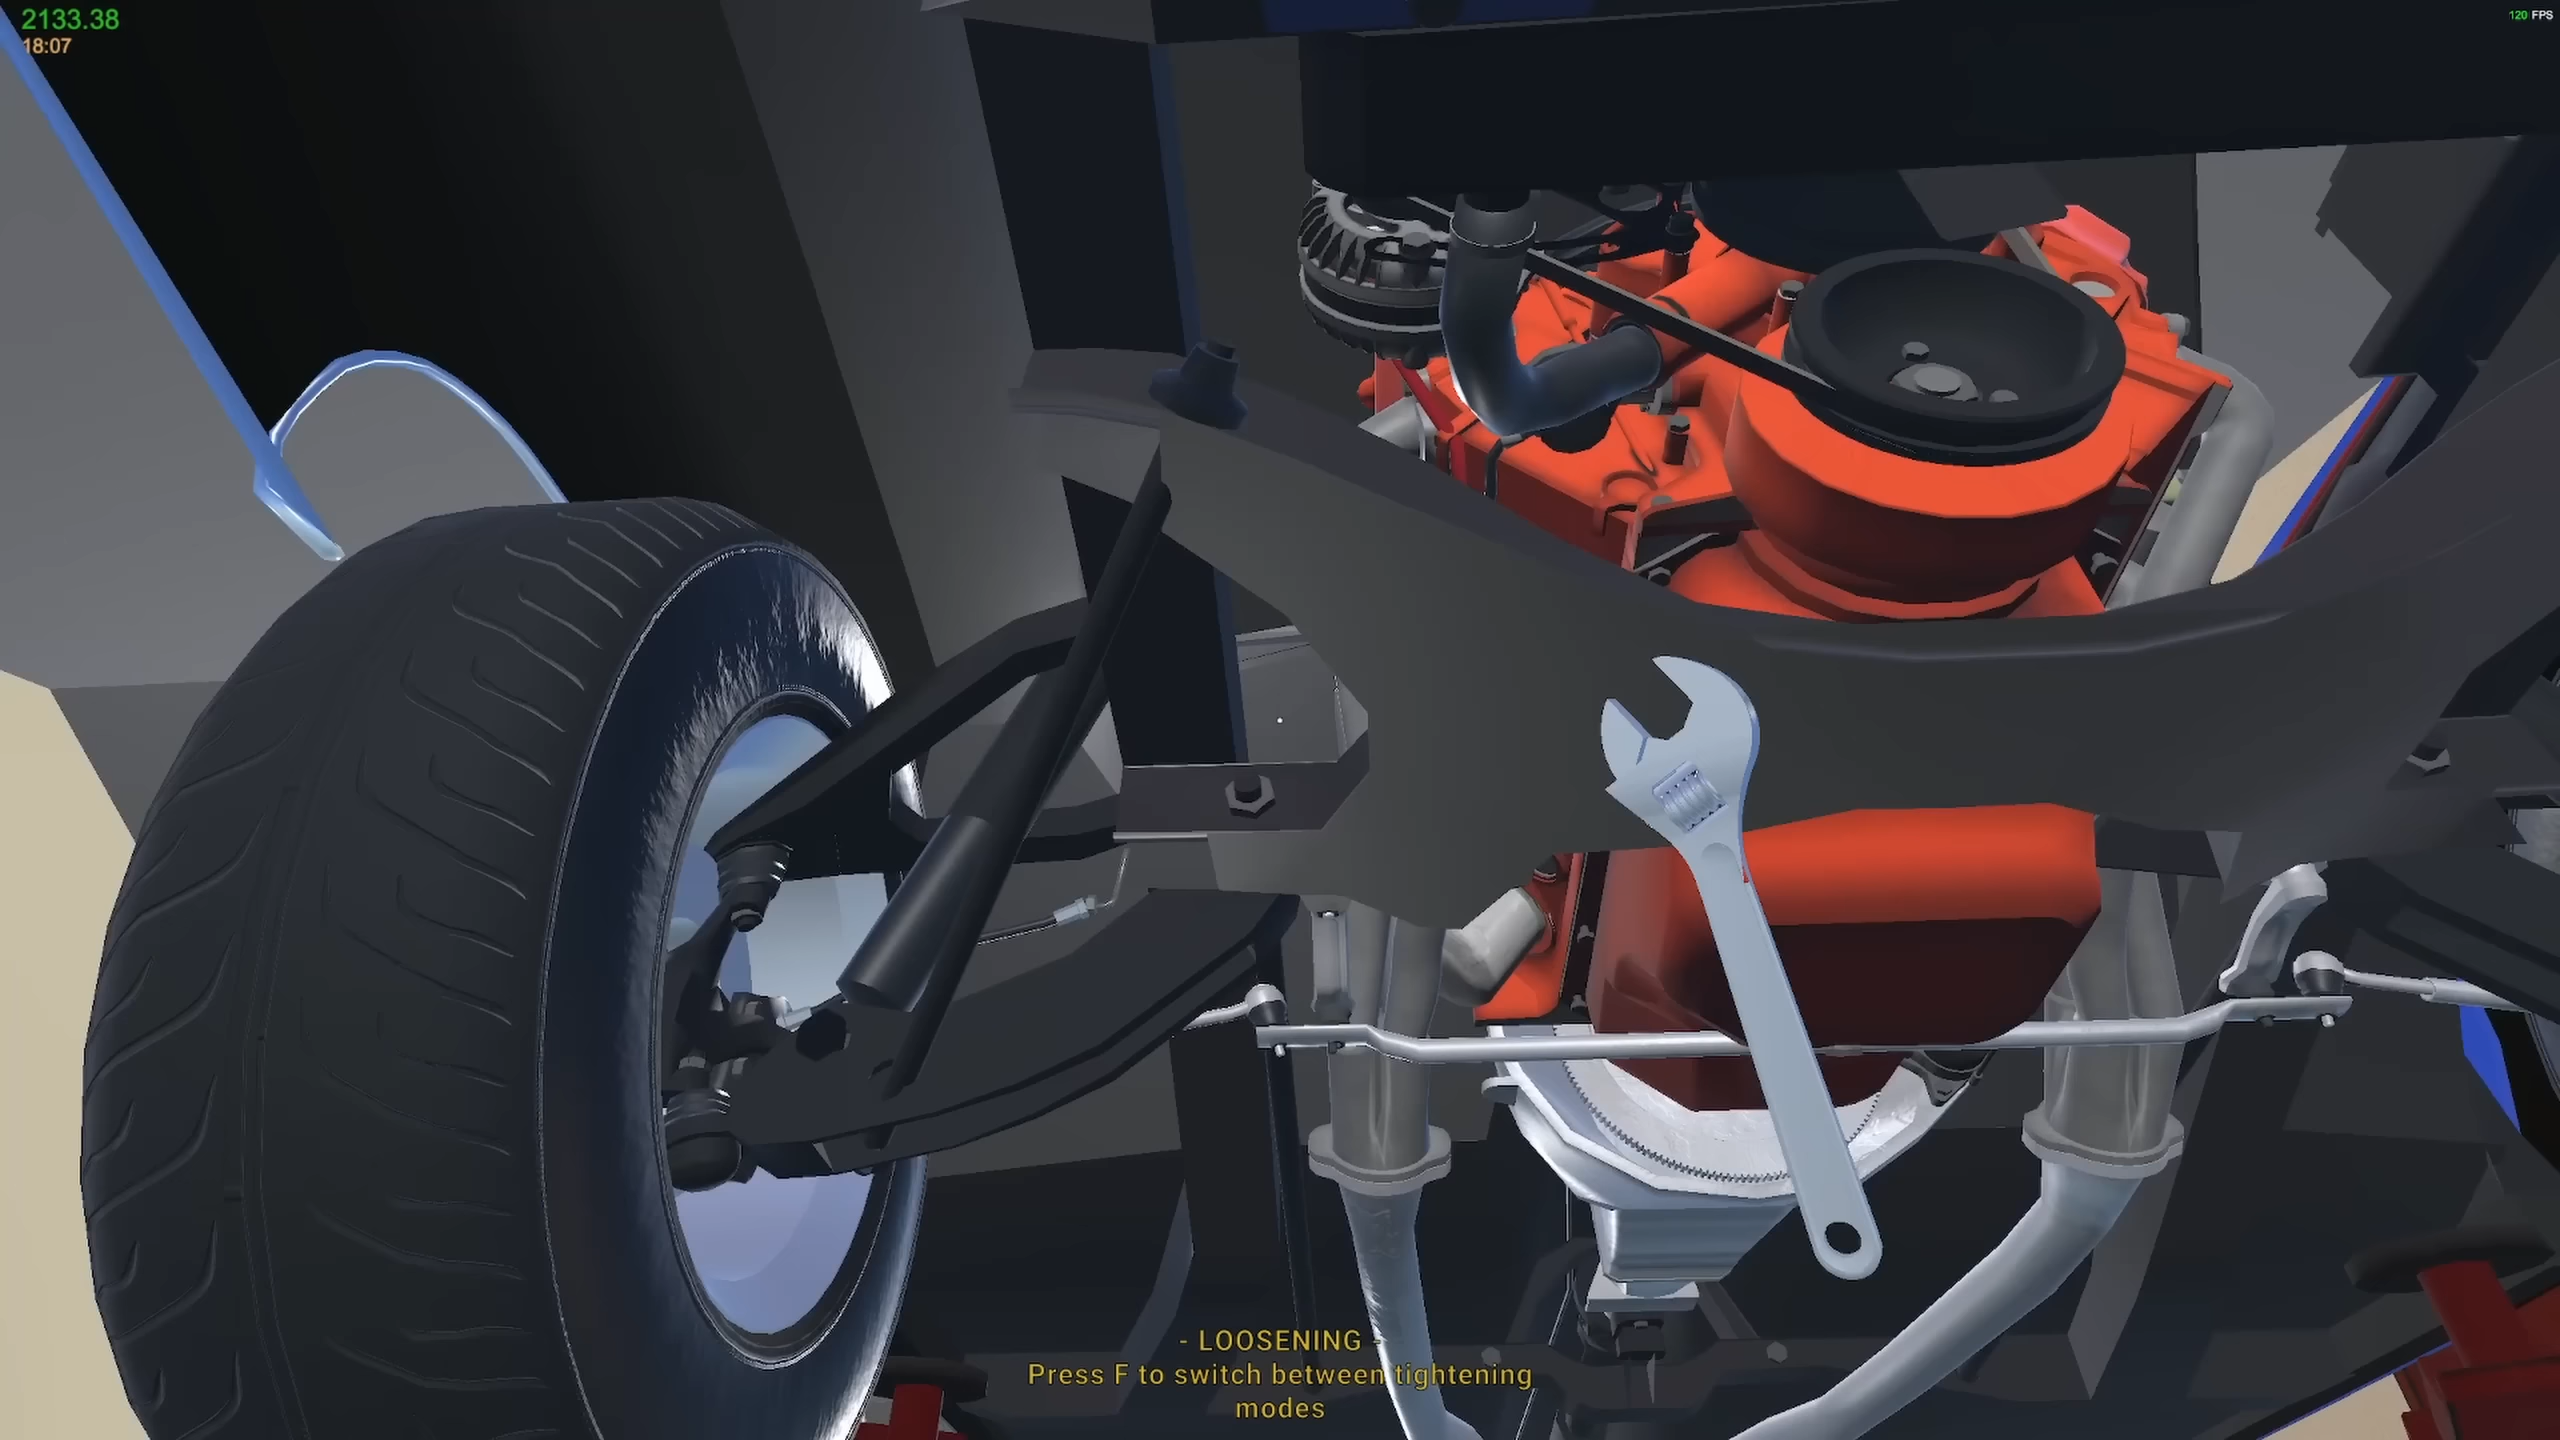 2133.38
18:07
120 FPS
- LOOSENING -
Press F to switch between tightening
modes